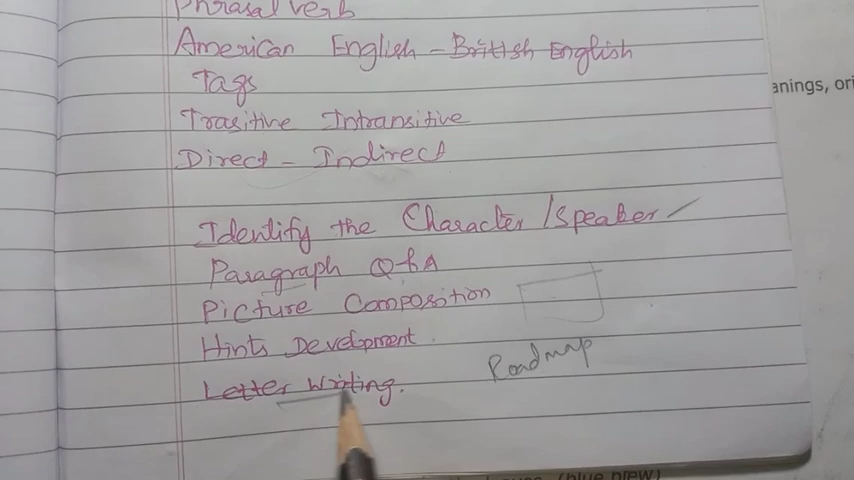 Phrasal verb
American English - British English
Tags
anings, ori
Trasitive Intransitive
Direct - Indirect
Identify the Character / Speaker
Paragraph Q & A
Picture Composition
Hints Development
Roadmap
Letter Writing.
(blue